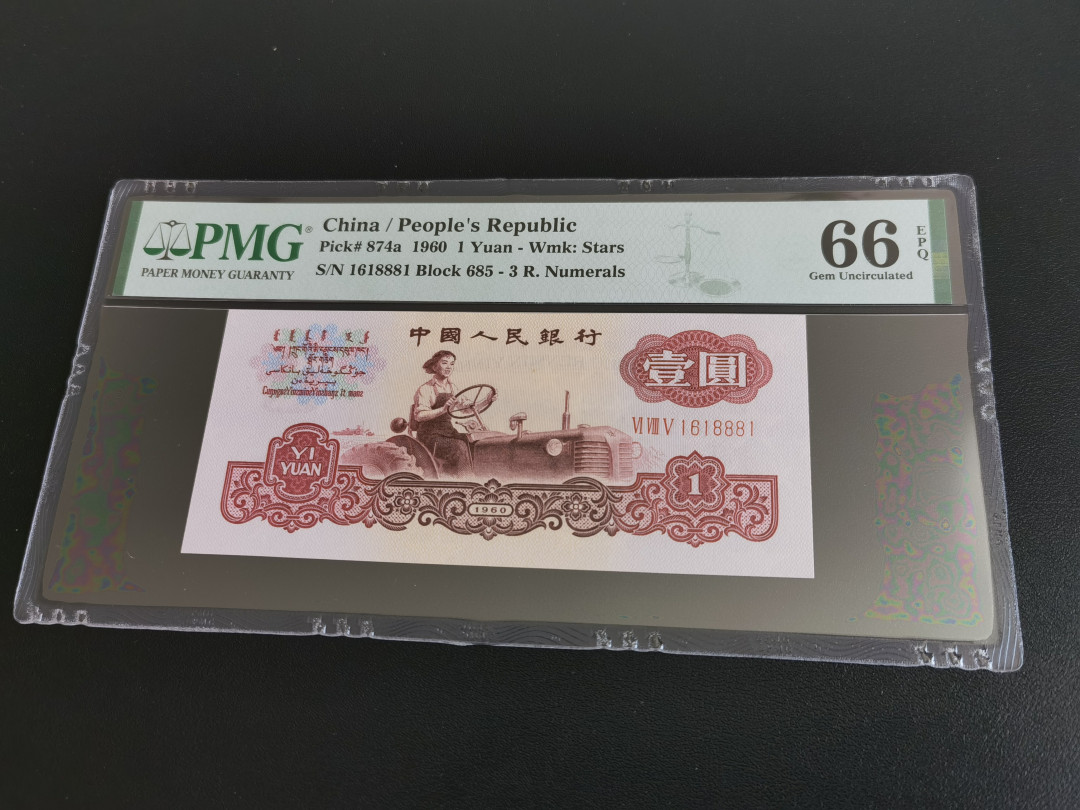 PMG®
PAPER MONEY GUARANTY
China / People's Republic
Pick# 874a 1960 1 Yuan - Wmk: Stars
S/N 1618881 Block 685 - 3 R. Numerals
66 EPQ
Gem Uncirculated
中國人民銀行
壹圓
VI VIII V 1618881
YI
YUAN
1960
1